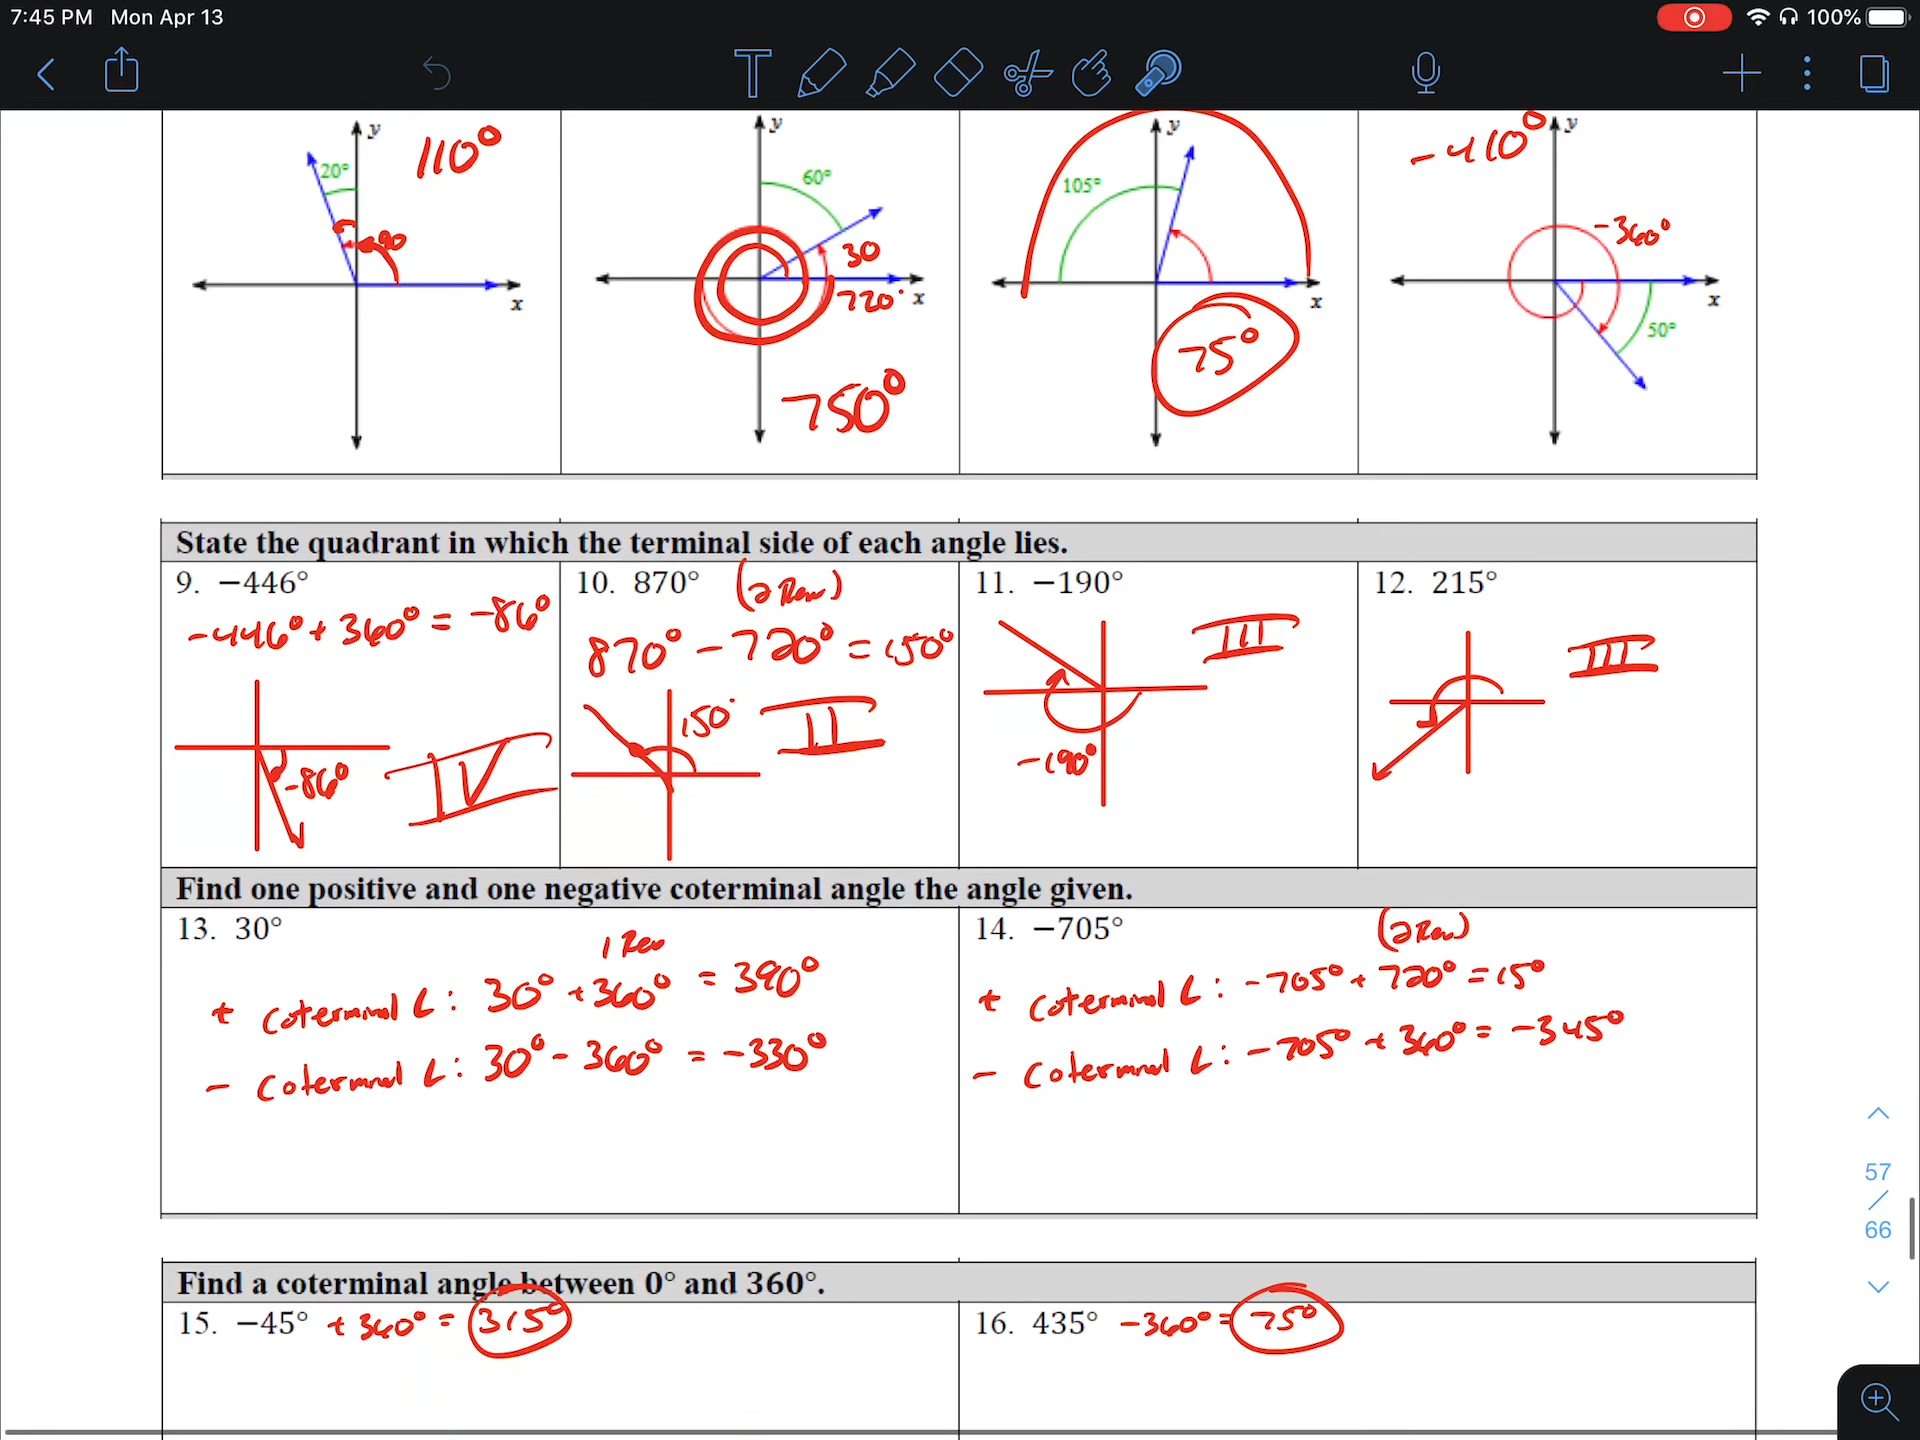 7:45 PM Mon Apr 13
100%
T
20°
y
110°
90
x
y
60°
30
720°
x
750°
y
105°
x
75°
-410°
y
-360°
x
50°
State the quadrant in which the terminal side of each angle lies.
9. −446°
-446° + 360° = -86°
-86°
IV
10. 870° (2 Rev)
870° - 720° = 150°
150°
II
11. −190°
III
-190°
12. 215°
III
Find one positive and one negative coterminal angle the angle given.
13. 30°
1 Rev
+ coterminal ∠: 30° + 360° = 390°
- coterminal ∠: 30° - 360° = -330°
14. −705°
(2 Rev)
+ coterminal ∠: -705° + 720° = 15°
- coterminal ∠: -705° + 360° = -345°
Find a coterminal angle between 0° and 360°.
15. −45° + 360° = 315°
16. 435° - 360° = 75°
57
/
66